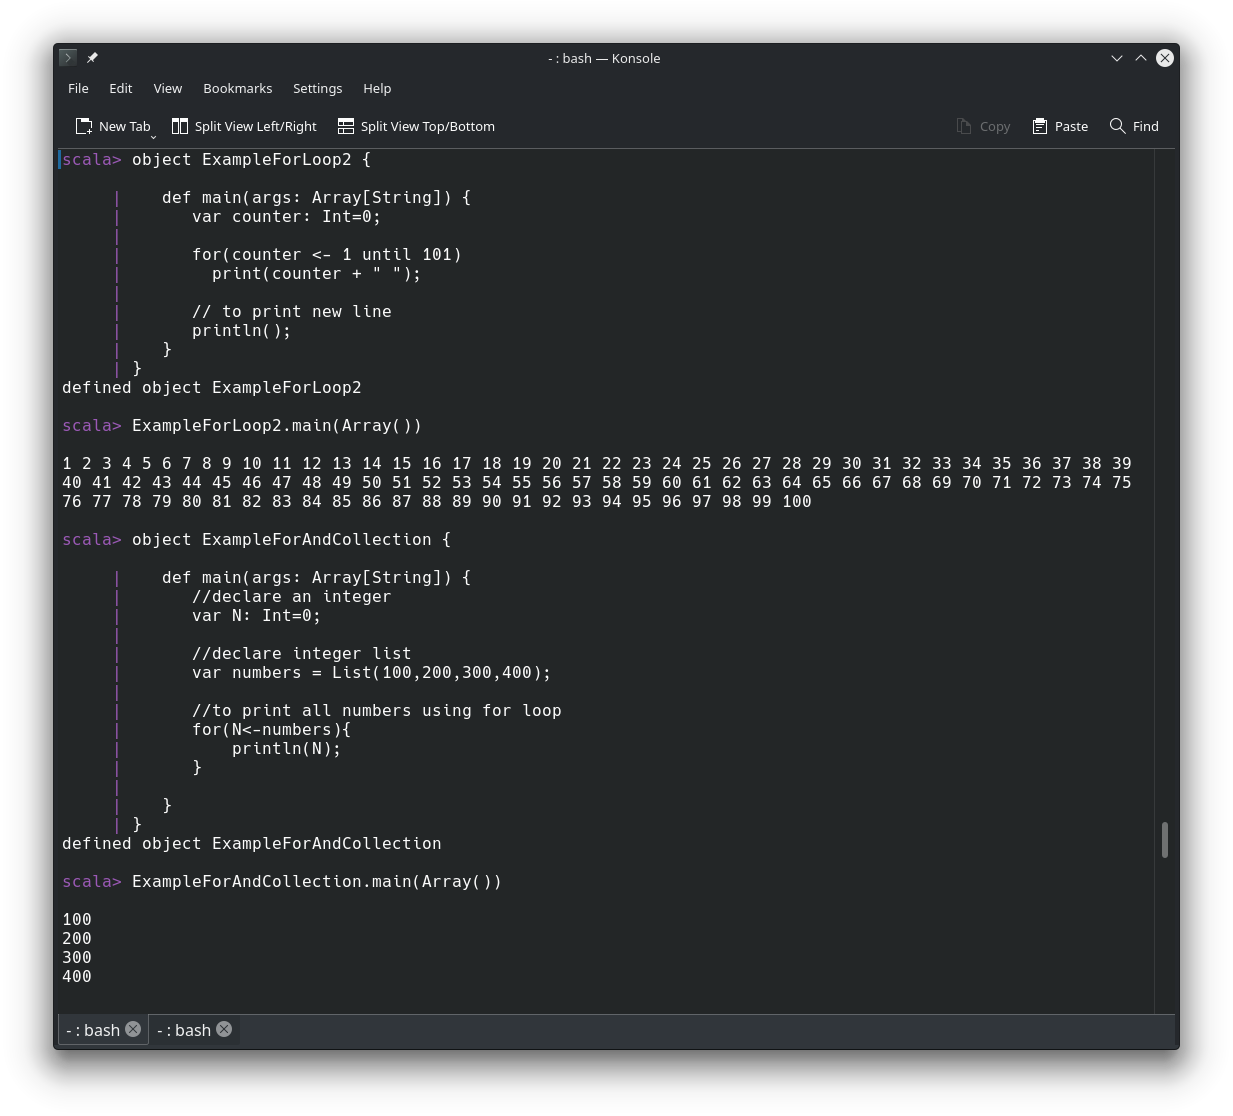 - : bash — Konsole
File Edit View Bookmarks Settings Help
New Tab Split View Left/Right Split View Top/Bottom Copy Paste Find
scala> object ExampleForLoop2 {
| def main(args: Array[String]) {
| var counter: Int=0;
|
| for(counter <- 1 until 101)
| print(counter + " ");
|
| // to print new line
| println();
| }
| }
defined object ExampleForLoop2
scala> ExampleForLoop2.main(Array())
1 2 3 4 5 6 7 8 9 10 11 12 13 14 15 16 17 18 19 20 21 22 23 24 25 26 27 28 29 30 31 32 33 34 35 36 37 38 39
40 41 42 43 44 45 46 47 48 49 50 51 52 53 54 55 56 57 58 59 60 61 62 63 64 65 66 67 68 69 70 71 72 73 74 75
76 77 78 79 80 81 82 83 84 85 86 87 88 89 90 91 92 93 94 95 96 97 98 99 100
scala> object ExampleForAndCollection {
| def main(args: Array[String]) {
| //declare an integer
| var N: Int=0;
|
| //declare integer list
| var numbers = List(100,200,300,400);
|
| //to print all numbers using for loop
| for(N<-numbers){
| println(N);
| }
|
| }
| }
defined object ExampleForAndCollection
scala> ExampleForAndCollection.main(Array())
100
200
300
400
- : bash - : bash